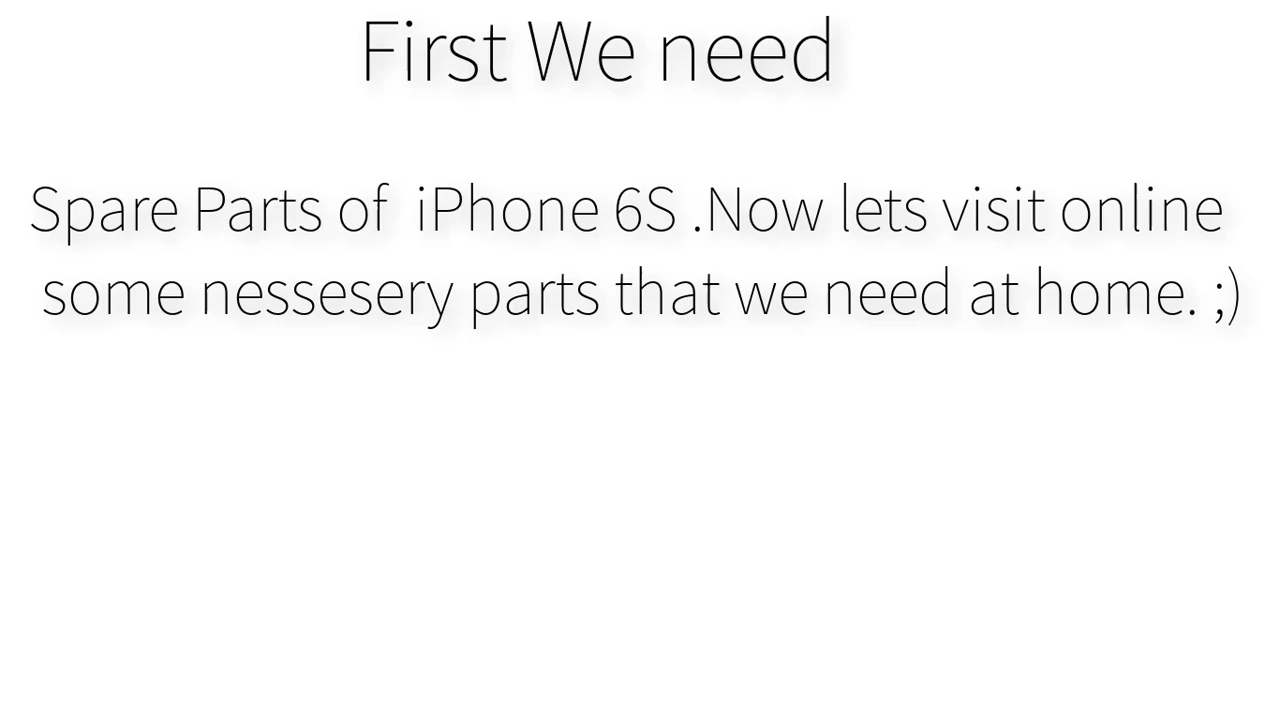 First We need
Spare Parts of  iPhone 6S .Now lets visit online
some nessesery parts that we need at home. ;)